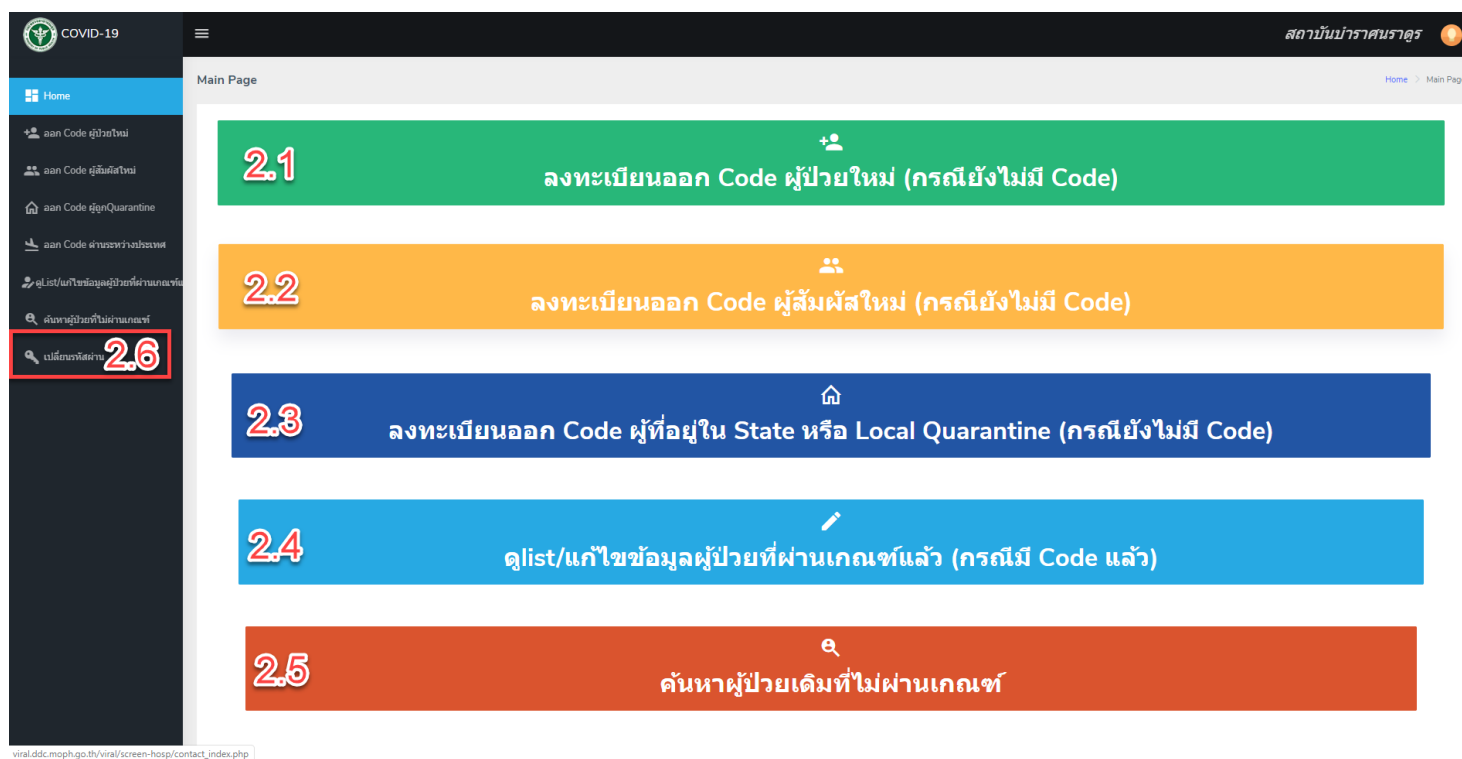 COVID-19
สถาบันบำราศนราดูร
Main Page
Home > Main Pag
Home
ออก Code ผู้ป่วยใหม่
ออก Code ผู้สัมผัสใหม่
ออก Code ผู้ถูกQuarantine
ออก Code ด่านระหว่างประเทศ
ดูList/แก้ไขข้อมูลผู้ป่วยที่ผ่านเกณฑ์แ
ค้นหาผู้ป่วยที่ไม่ผ่านเกณฑ์
เปลี่ยนรหัสผ่าน 2.6
2.1
ลงทะเบียนออก Code ผู้ป่วยใหม่ (กรณียังไม่มี Code)
2.2
ลงทะเบียนออก Code ผู้สัมผัสใหม่ (กรณียังไม่มี Code)
2.3
ลงทะเบียนออก Code ผู้ที่อยู่ใน State หรือ Local Quarantine (กรณียังไม่มี Code)
2.4
ดูlist/แก้ไขข้อมูลผู้ป่วยที่ผ่านเกณฑ์แล้ว (กรณีมี Code แล้ว)
2.5
ค้นหาผู้ป่วยเดิมที่ไม่ผ่านเกณฑ์
viral.ddc.moph.go.th/viral/screen-hosp/contact_index.php